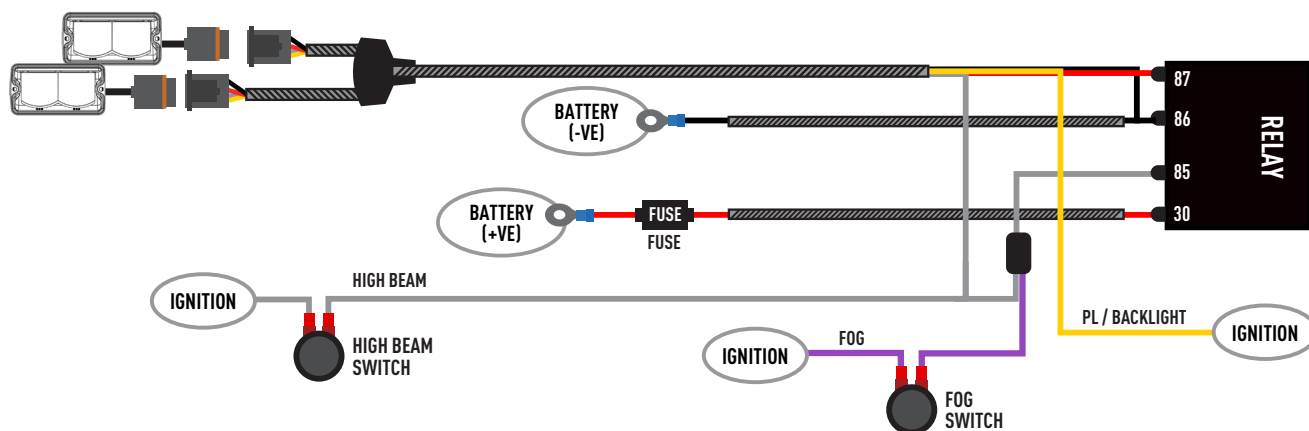 87
BATTERY
(-VE)
86
RELAY
85
BATTERY
(+VE)
FUSE
FUSE
30
HIGH BEAM
IGNITION
HIGH BEAM
SWITCH
PL / BACKLIGHT
IGNITION
FOG
IGNITION
FOG
SWITCH